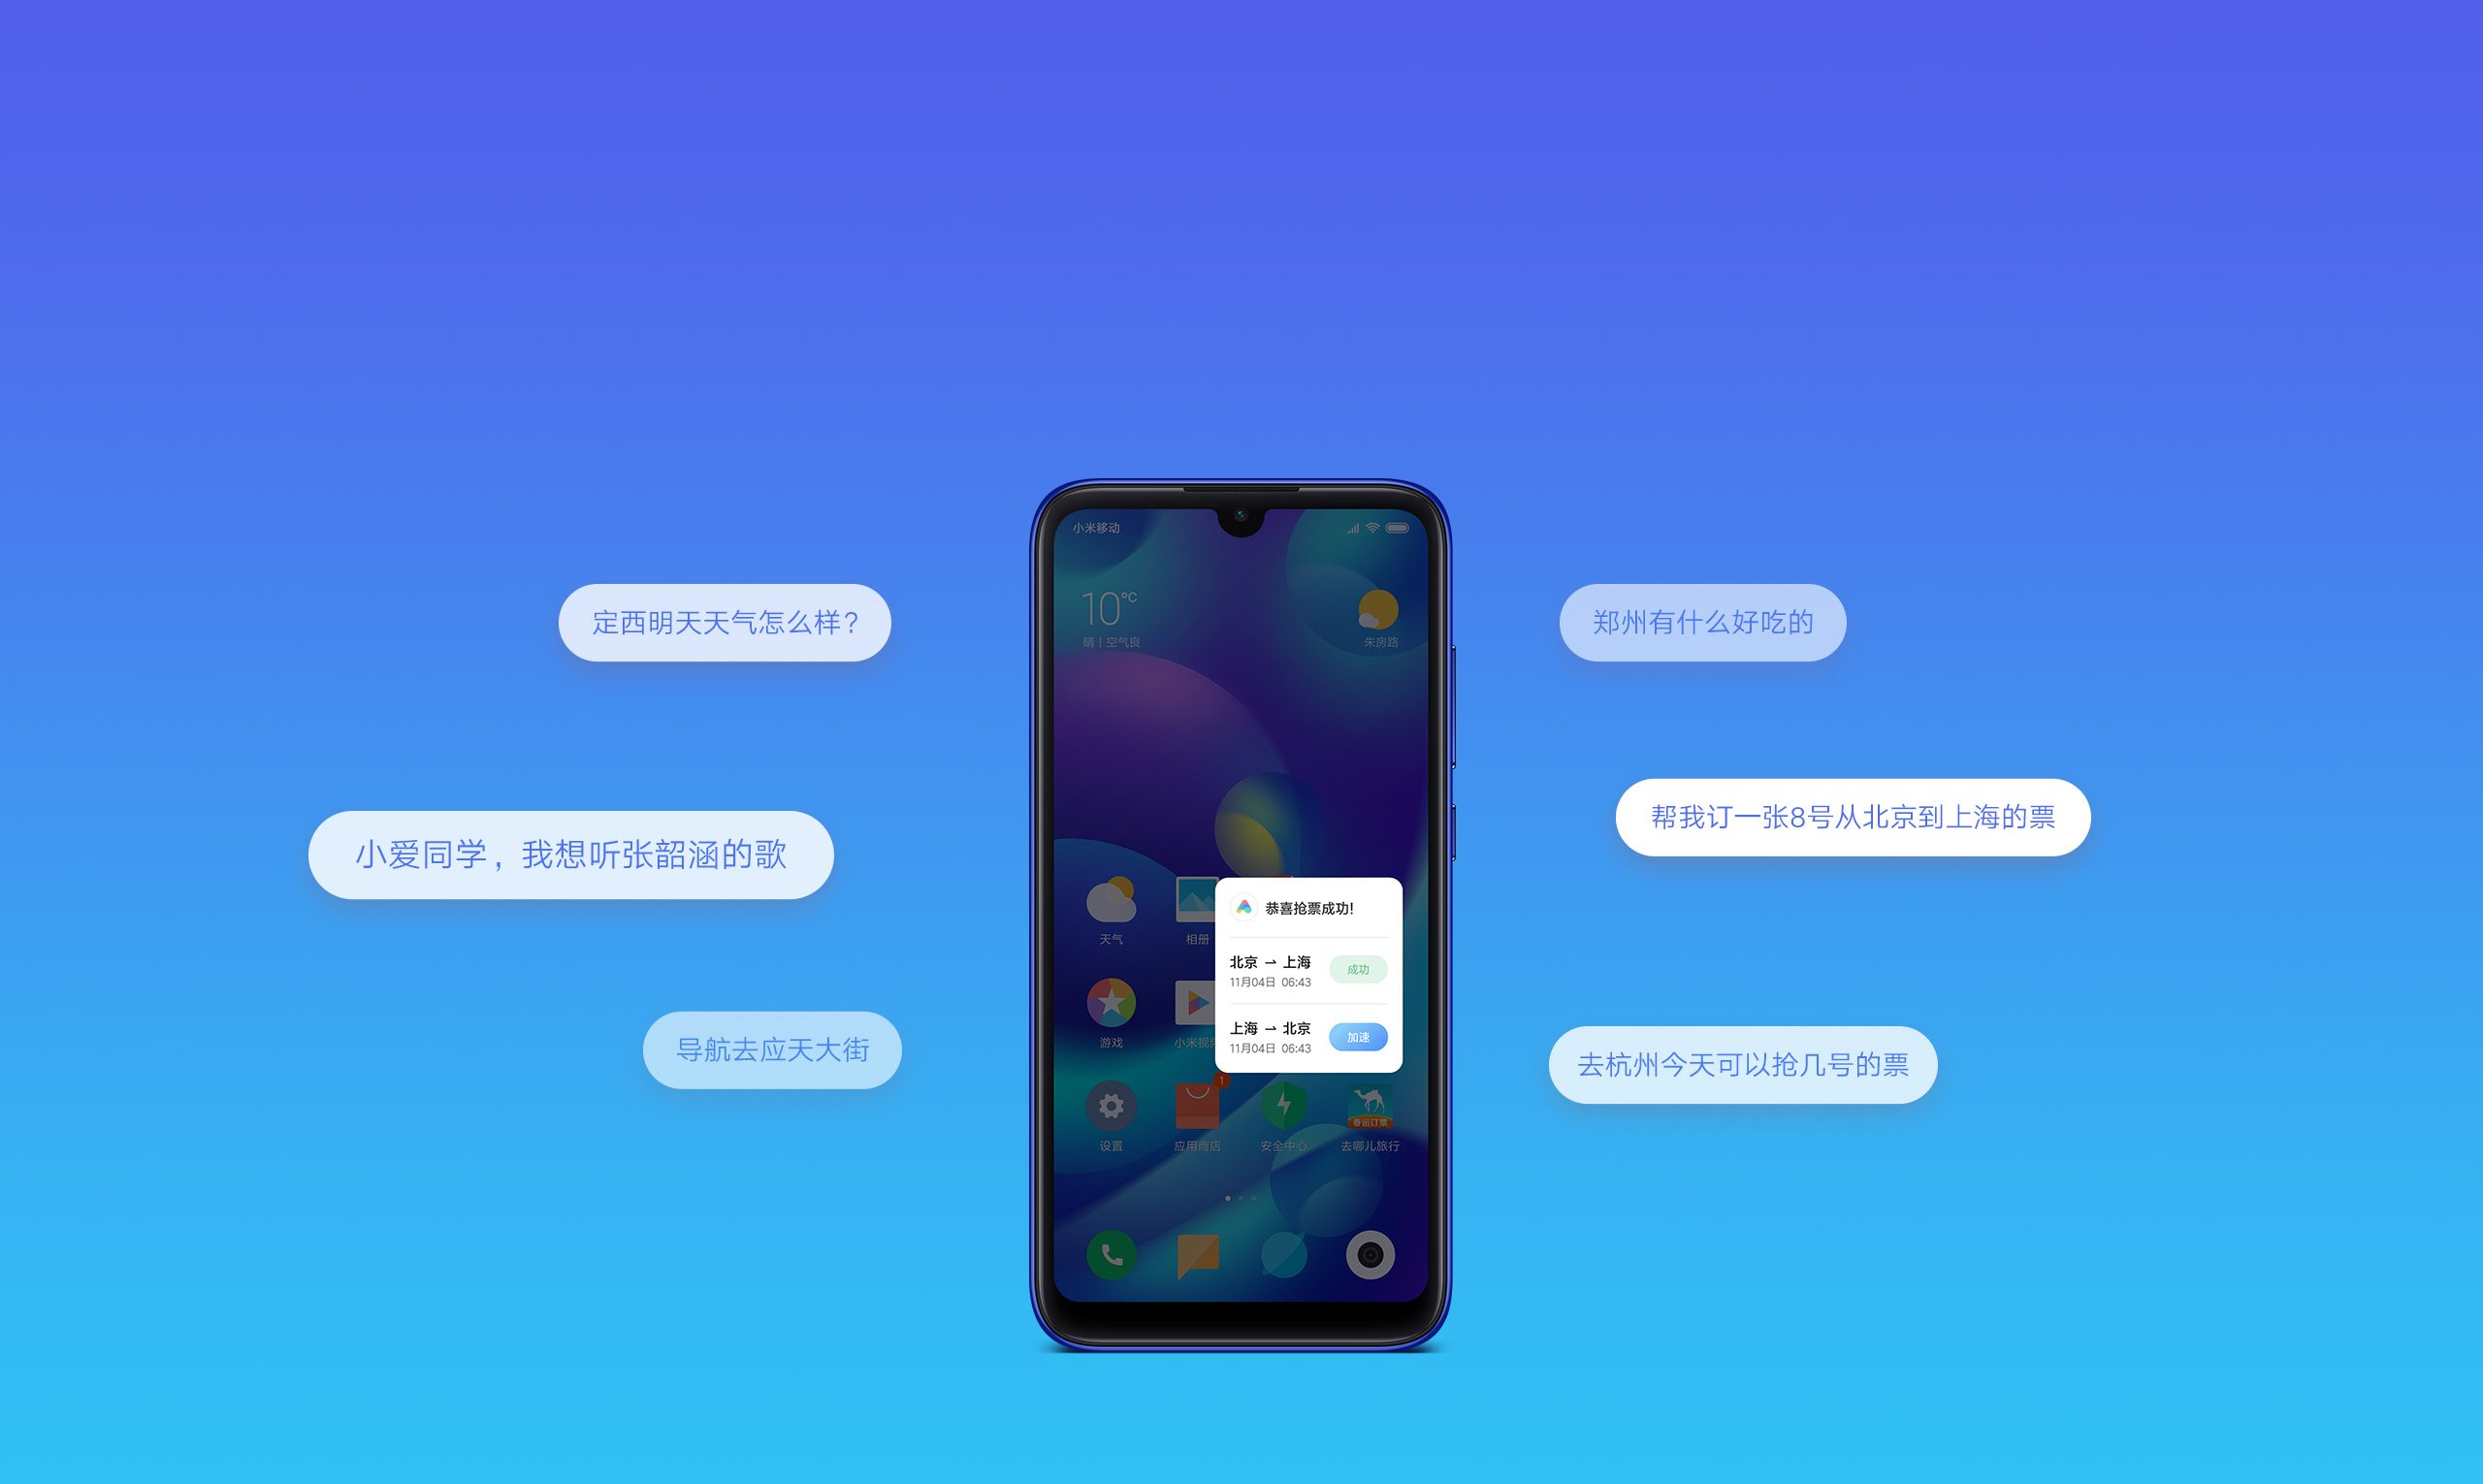 定西明天天气怎么样?
小爱同学，我想听张韶涵的歌
导航去应天大街
小米移动
10°C
晴 | 空气良
朱房路
天气
相册
游戏
小米视频
恭喜抢票成功!
北京 → 上海
11月04日 06:43
成功
上海 → 北京
11月04日 06:43
加速
1
春运订票
设置
应用商店
安全中心
去哪儿旅行
郑州有什么好吃的
帮我订一张8号从北京到上海的票
去杭州今天可以抢几号的票